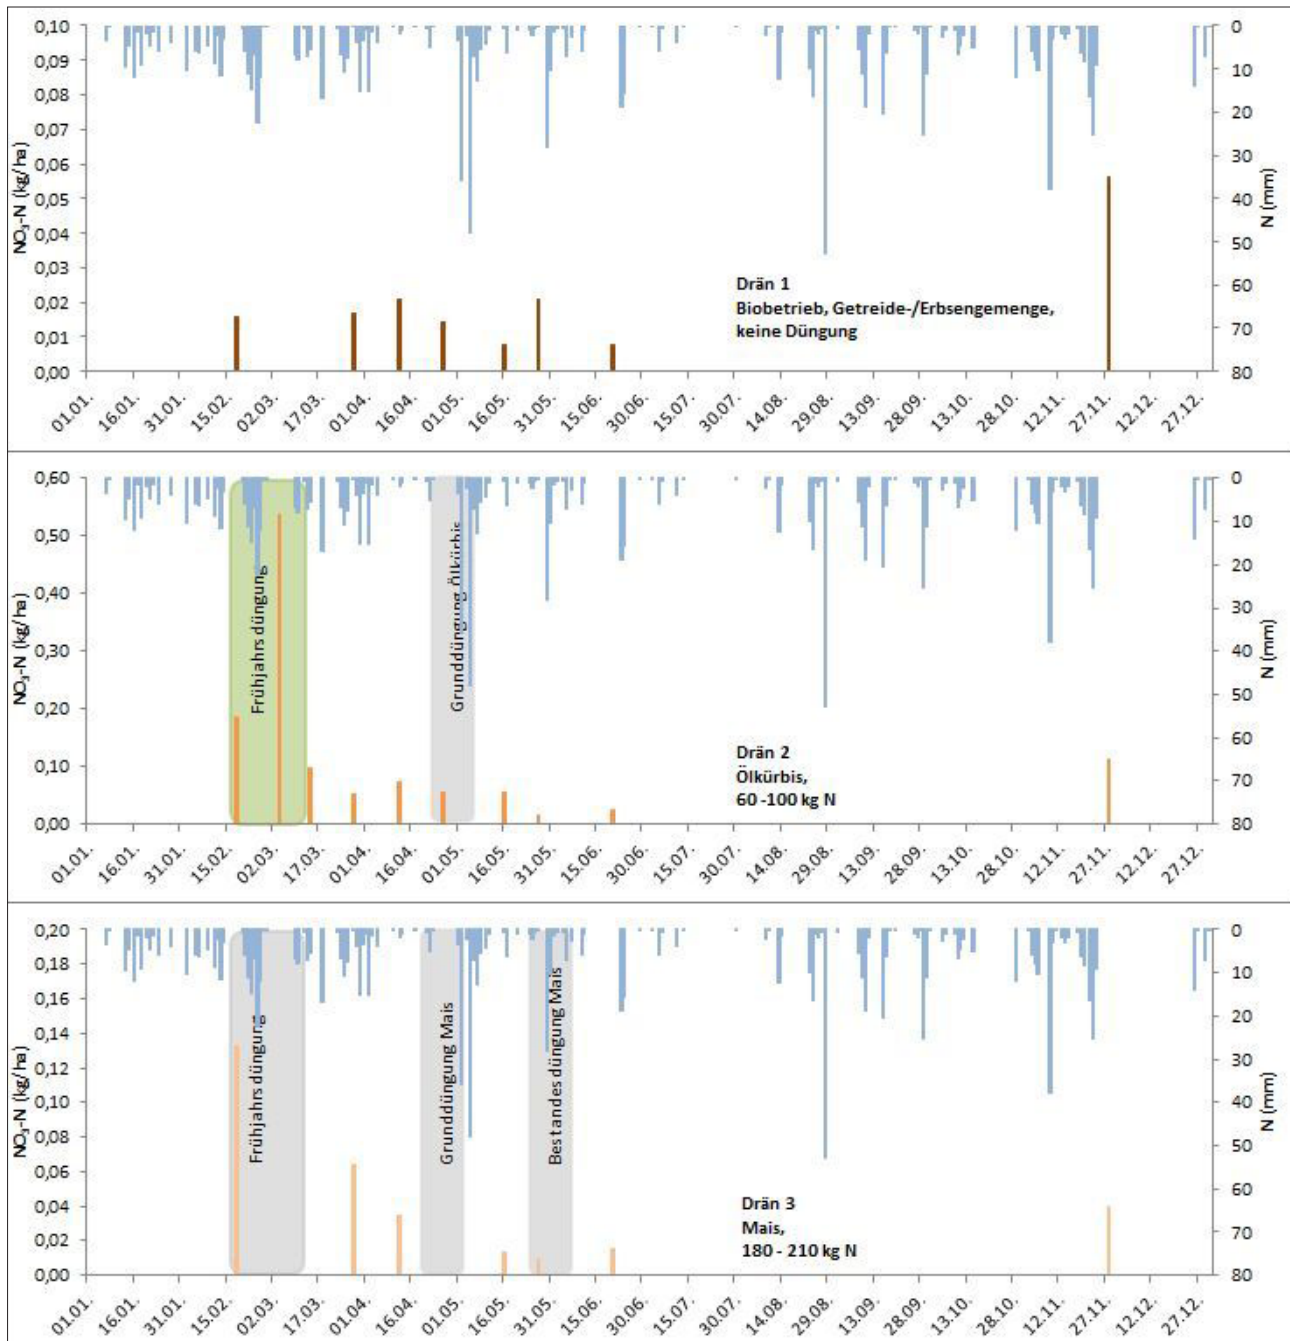 0,10
0,09
0,08
0,07
0,06
0,05
0,04
0,03
0,02
0,01
0,00
NO₃-N (kg/ha)
0
10
20
30
40
50
60
70
80
N (mm)
Drän 1
Biobetrieb, Getreide-/Erbsengemenge,
keine Düngung
01.01. 16.01. 31.01. 15.02. 02.03. 17.03. 01.04. 16.04. 01.05. 16.05. 31.05. 15.06. 30.06. 15.07. 30.07. 14.08. 29.08. 13.09. 28.09. 13.10. 28.10. 12.11. 27.11. 12.12. 27.12.
0,60
0,50
0,40
0,30
0,20
0,10
0,00
NO₃-N (kg/ha)
Frühjahrs düngung
Grunddüngung Ölkürbis
0
10
20
30
40
50
60
70
80
N (mm)
Drän 2
Ölkürbis,
60 -100 kg N
01.01. 16.01. 31.01. 15.02. 02.03. 17.03. 01.04. 16.04. 01.05. 16.05. 31.05. 15.06. 30.06. 15.07. 30.07. 14.08. 29.08. 13.09. 28.09. 13.10. 28.10. 12.11. 27.11. 12.12. 27.12.
0,20
0,18
0,16
0,14
0,12
0,10
0,08
0,06
0,04
0,02
0,00
NO₃-N (kg/ha)
Frühjahrs düngung
Grunddüngung Mais
Bestandes düngung Mais
0
10
20
30
40
50
60
70
80
N (mm)
Drän 3
Mais,
180 - 210 kg N
01.01. 16.01. 31.01. 15.02. 02.03. 17.03. 01.04. 16.04. 01.05. 16.05. 31.05. 15.06. 30.06. 15.07. 30.07. 14.08. 29.08. 13.09. 28.09. 13.10. 28.10. 12.11. 27.11. 12.12. 27.12.